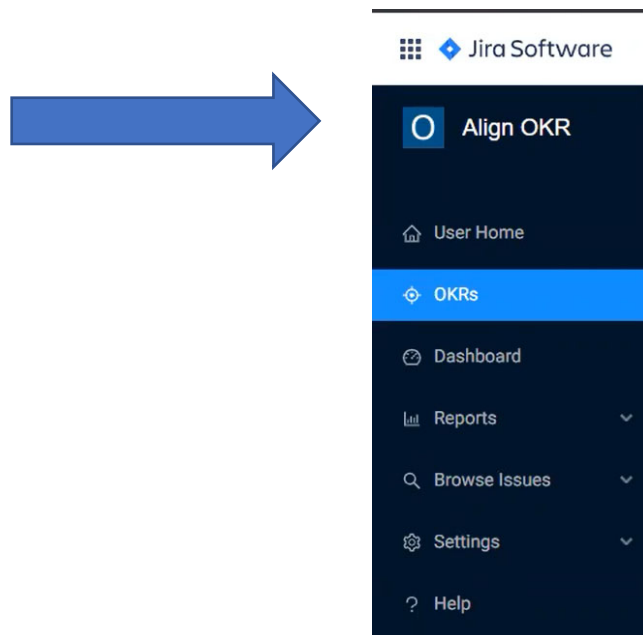 Jira Software
O Align OKR
User Home
OKRs
Dashboard
Reports
Browse Issues
Settings
? Help